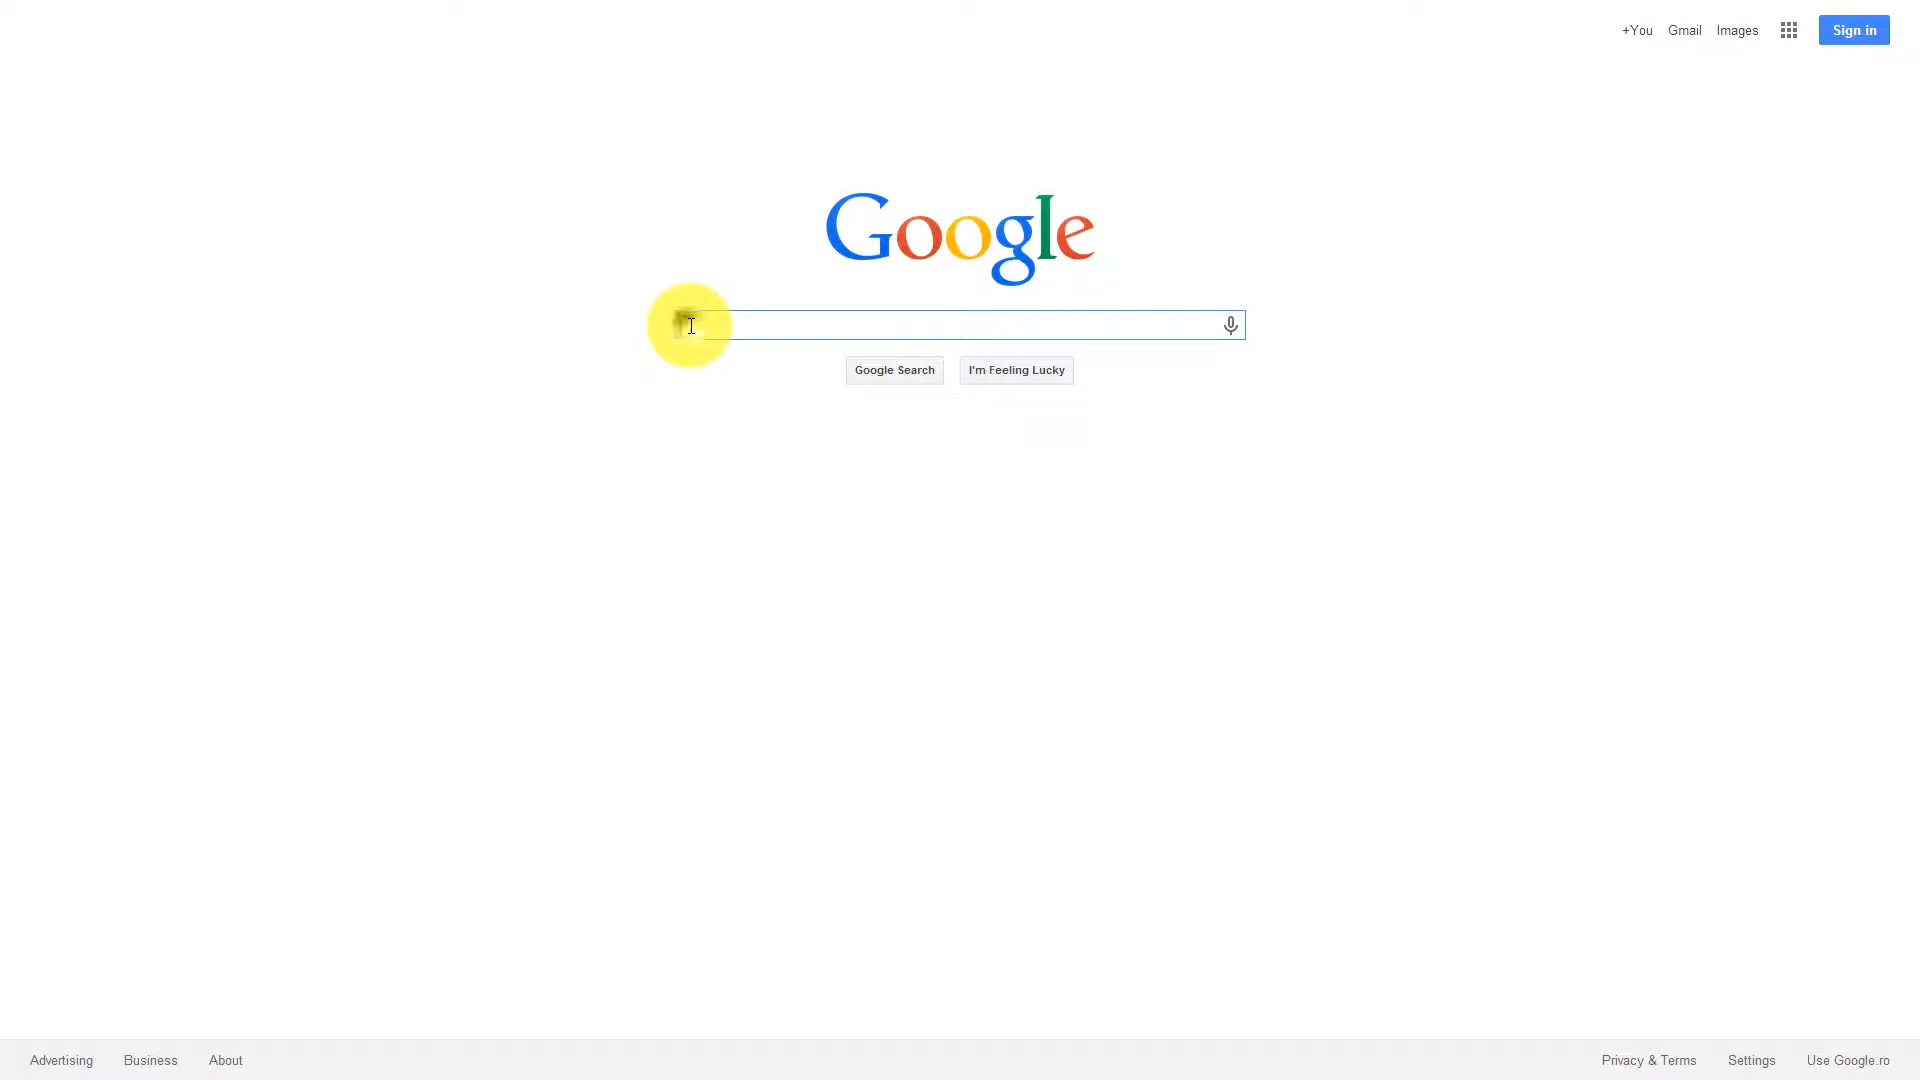 +You Gmail Images Sign in
Google
Google Search I'm Feeling Lucky
Advertising Business About Privacy & Terms Settings Use Google.ro